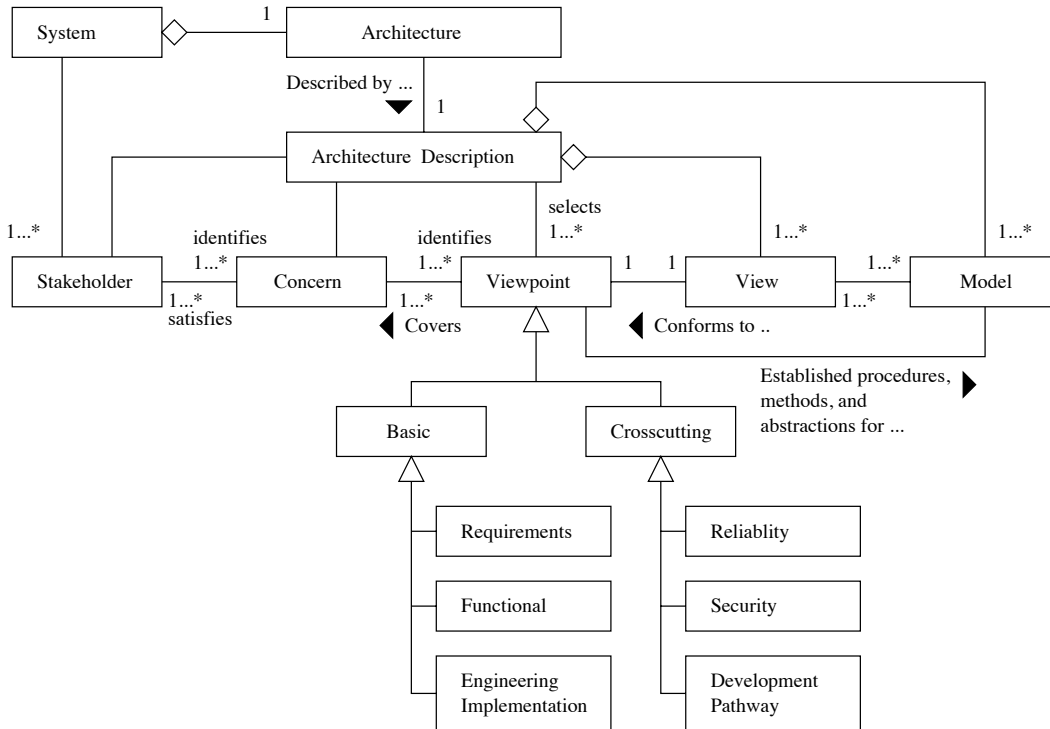 System
1
Architecture
Described by ...
1
Architecture Description
selects
1...*
identifies
1...*
identifies
1...*
1...*
1...*
1...*
1...*
Stakeholder
Concern
Viewpoint
1
1
View
Model
1...*
satisfies
1...*
Covers
Conforms to ..
1...*
Established procedures,
methods, and
abstractions for ...
Basic
Crosscutting
Requirements
Reliablity
Functional
Security
Engineering
Implementation
Development
Pathway